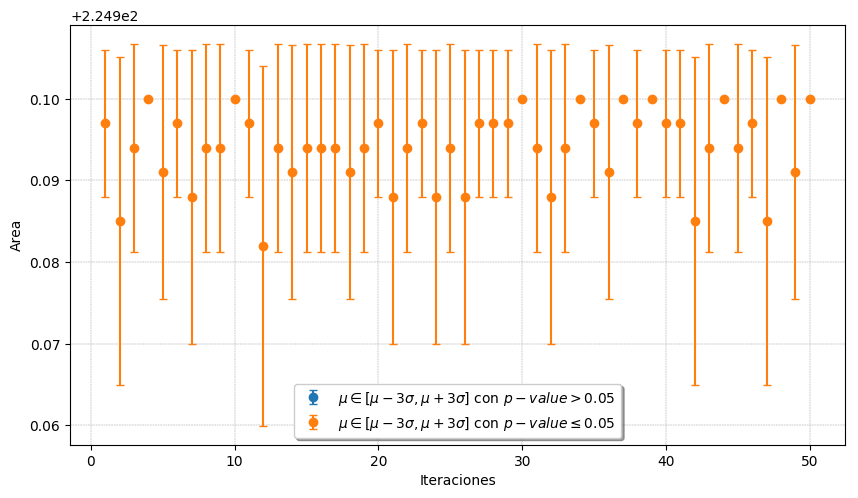 +2.249e2
0.10
0.09
0.08
0.07
0.06
Area
μ ∈ [μ − 3σ, μ + 3σ] con p − value > 0.05
μ ∈ [μ − 3σ, μ + 3σ] con p − value ≤ 0.05
0 10 20 30 40 50
Iteraciones